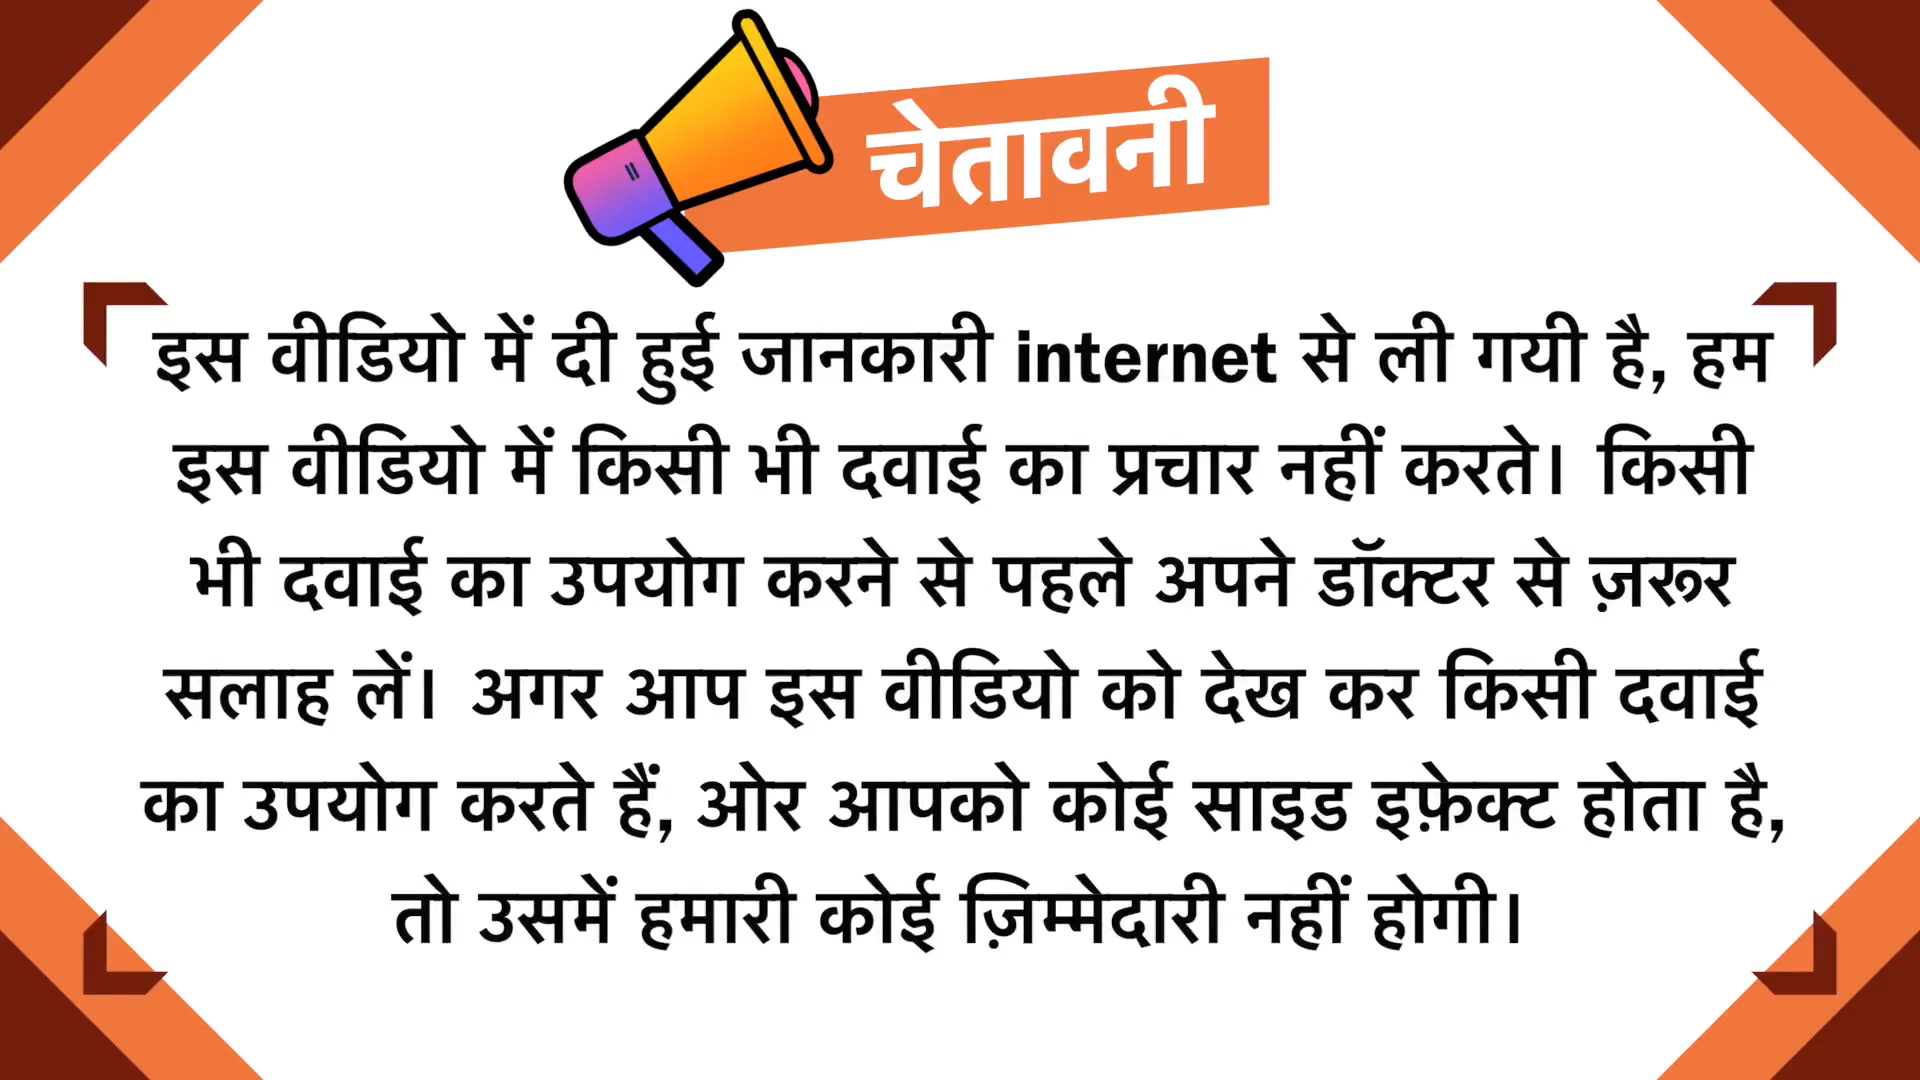 चेतावनी
इस वीडियो में दी हुई जानकारी internet से ली गयी है, हम
इस वीडियो में किसी भी दवाई का प्रचार नहीं करते। किसी
भी दवाई का उपयोग करने से पहले अपने डॉक्टर से ज़रूर
सलाह लें। अगर आप इस वीडियो को देख कर किसी दवाई
का उपयोग करते हैं, ओर आपको कोई साइड इफ़ेक्ट होता है,
तो उसमें हमारी कोई ज़िम्मेदारी नहीं होगी।